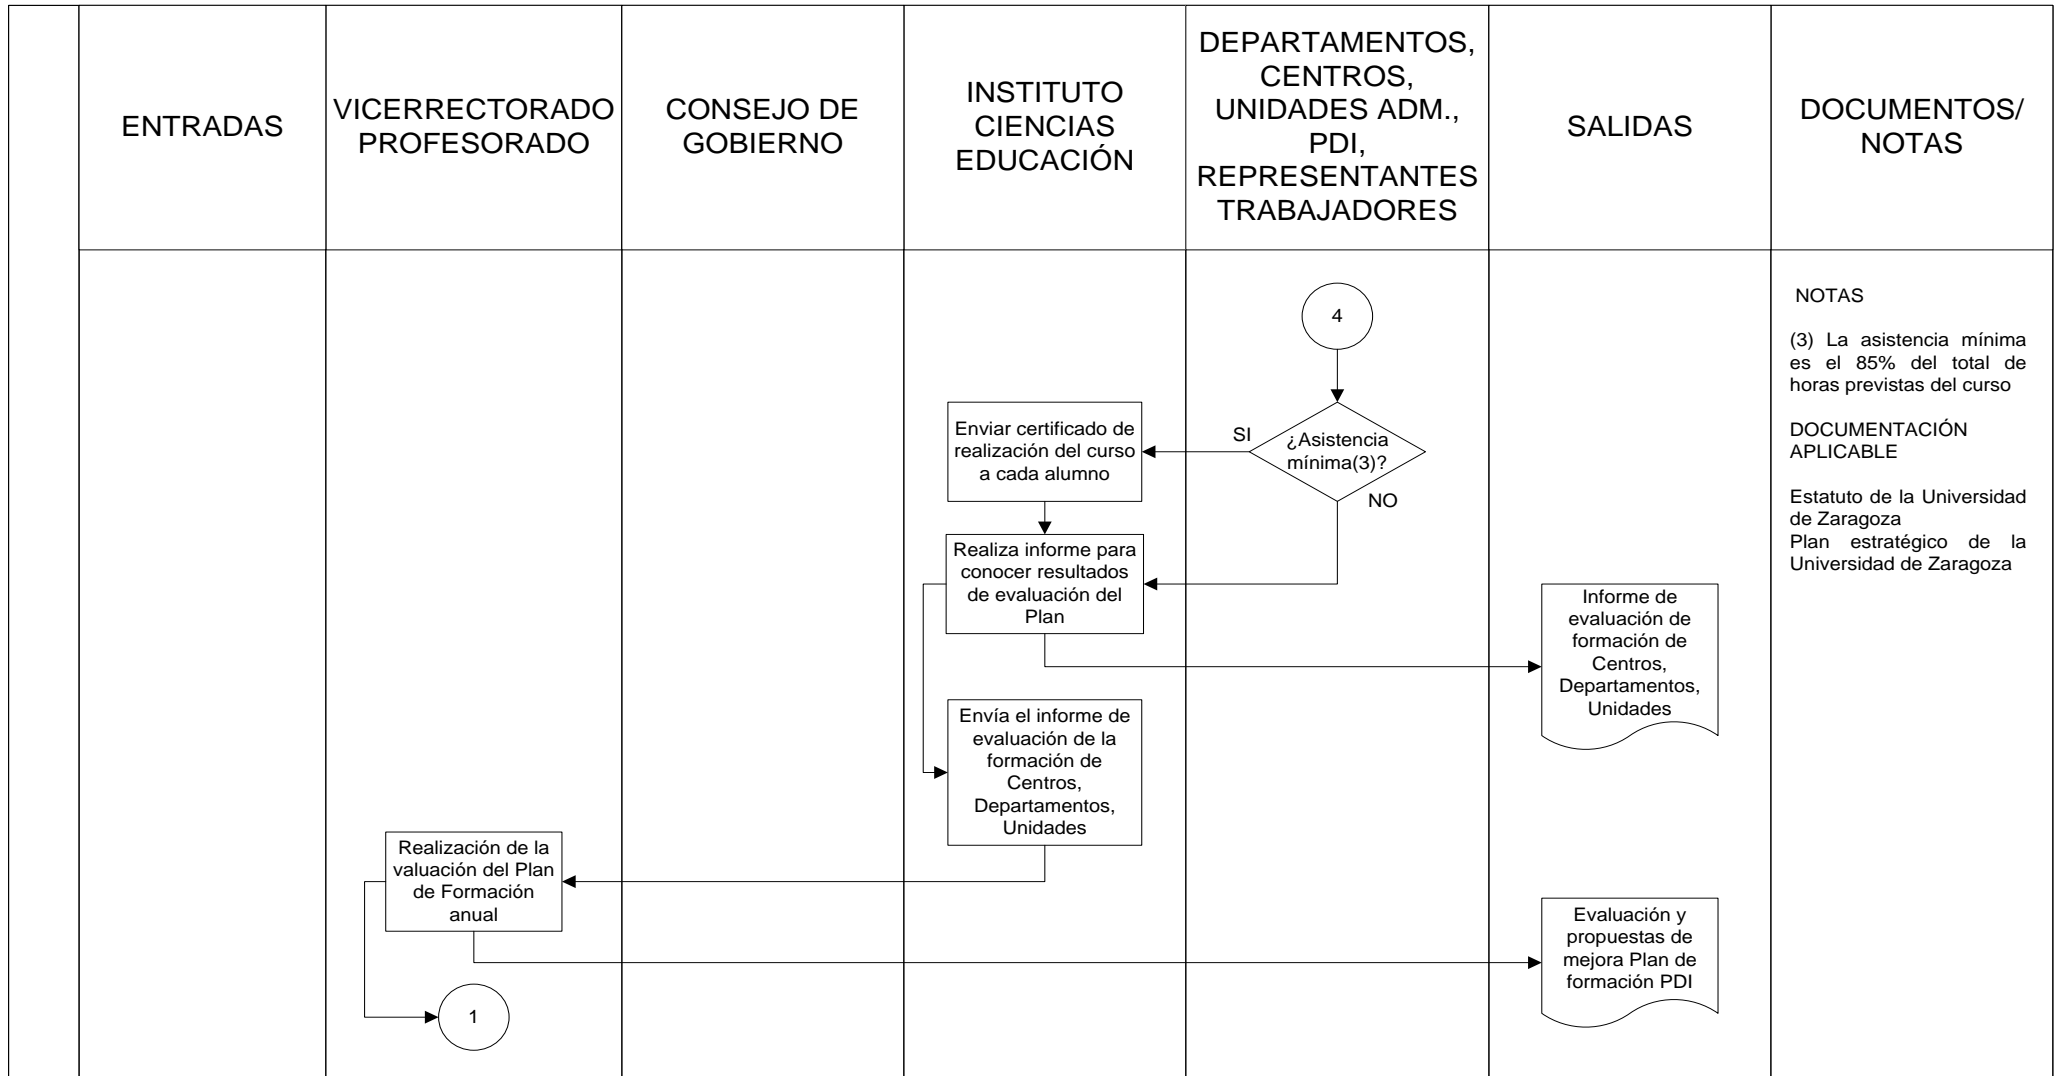 ENTRADAS
VICERRECTORADO
PROFESORADO
CONSEJO DE
GOBIERNO
INSTITUTO
CIENCIAS
EDUCACIÓN
DEPARTAMENTOS,
CENTROS,
UNIDADES ADM.,
PDI,
REPRESENTANTES
TRABAJADORES
SALIDAS
DOCUMENTOS/
NOTAS
4
¿Asistencia
mínima(3)?
SI
NO
Enviar certificado de
realización del curso
a cada alumno
Realiza informe para
conocer resultados
de evaluación del
Plan
Informe de
evaluación de
formación de
Centros,
Departamentos,
Unidades
Envía el informe de
evaluación de la
formación de
Centros,
Departamentos,
Unidades
Realización de la
valuación del Plan
de Formación
anual
Evaluación y
propuestas de
mejora Plan de
formación PDI
1
NOTAS
(3) La asistencia mínima
es el 85% del total de
horas previstas del curso
DOCUMENTACIÓN
APLICABLE
Estatuto de la Universidad
de Zaragoza
Plan estratégico de la
Universidad de Zaragoza